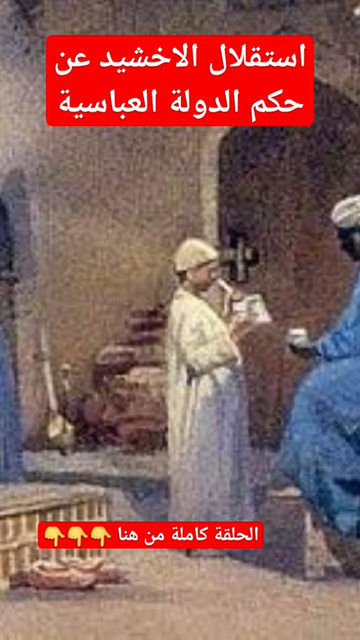 استقلال الاخشيد عن
حكم الدولة العباسية
الحلقة كاملة من هنا 👇👇👇